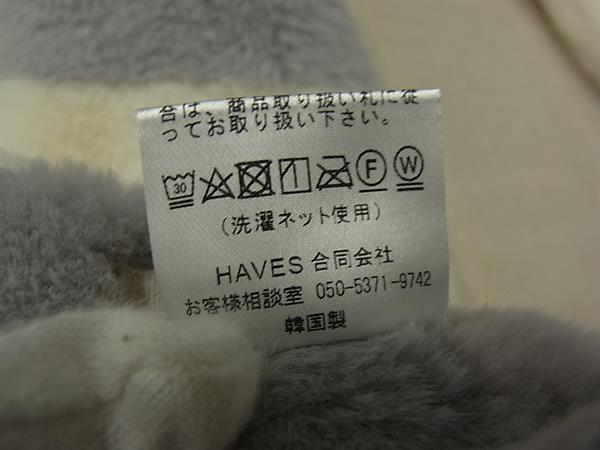 合は、商品取り扱い札に従
ってお取り扱い下さい。
30 F W
(洗濯ネット使用)
HAVES 合同会社
お客様相談室 050-5371-9742
韓国製